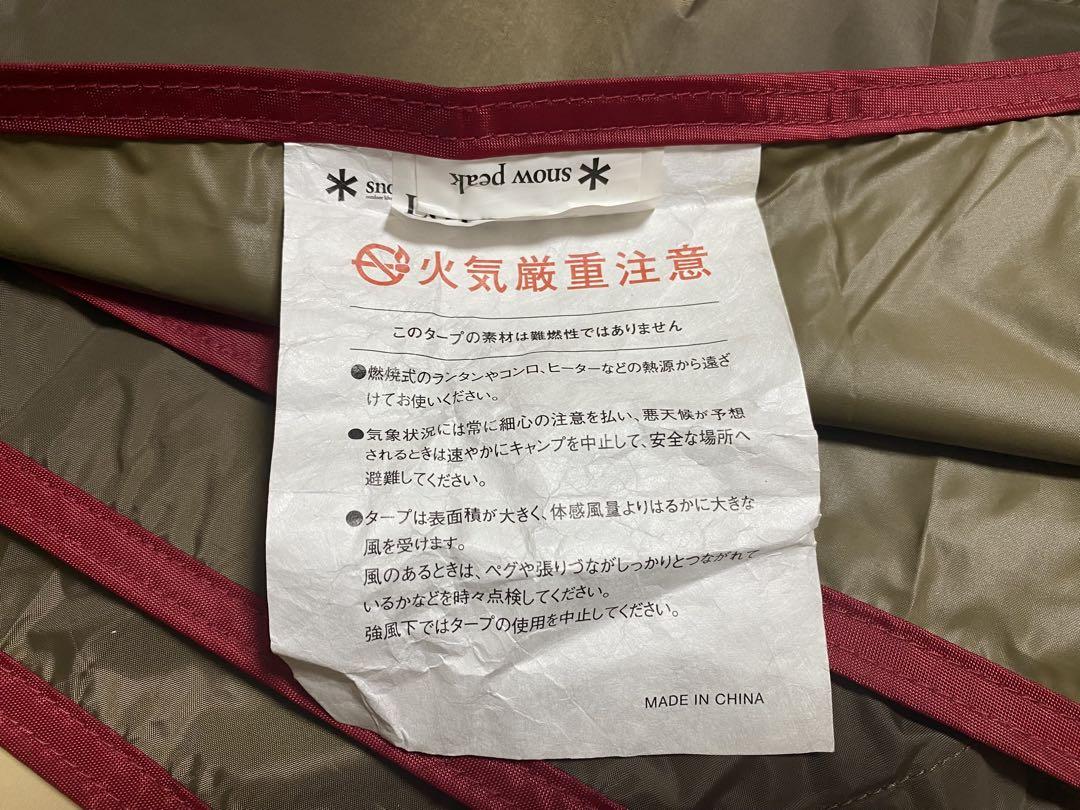 snow peak
火気厳重注意
このタープの素材は難燃性ではありません
●燃焼式のランタンやコンロ、ヒーターなどの熱源から遠ざ
けてお使いください。
●気象状況には常に細心の注意を払い、悪天候が予想
されるときは速やかにキャンプを中止して、安全な場所へ
避難してください。
●タープは表面積が大きく、体感風量よりはるかに大きな
風を受けます。
風のあるときは、ペグや張りづながしっかりとつながれて
いるかなどを時々点検してください。
強風下ではタープの使用を中止してください。
MADE IN CHINA